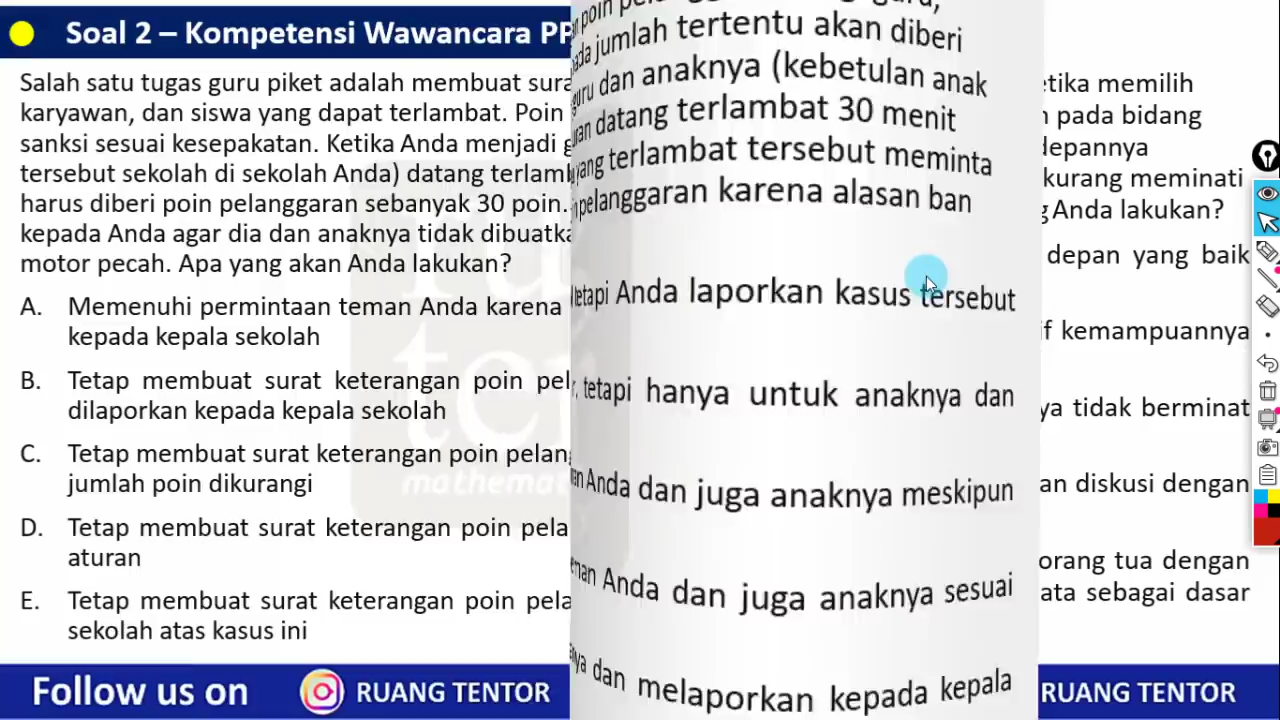 Soal 2 – Kompetensi Wawancara PP
Salah satu tugas guru piket adalah membuat sura
karyawan, dan siswa yang dapat terlambat. Poin
sanksi sesuai kesepakatan. Ketika Anda menjadi g
tersebut sekolah di sekolah Anda) datang terlamb
harus diberi poin pelanggaran sebanyak 30 poin.
kepada Anda agar dia dan anaknya tidak dibuatka
motor pecah. Apa yang akan Anda lakukan?
A. Memenuhi permintaan teman Anda karena
kepada kepala sekolah
B. Tetap membuat surat keterangan poin pel
dilaporkan kepada kepala sekolah
C. Tetap membuat surat keterangan poin pelan
jumlah poin dikurangi
D. Tetap membuat surat keterangan poin pela
aturan
E. Tetap membuat surat keterangan poin pela
sekolah atas kasus ini
jumlah tertentu akan diberi
guru dan anaknya (kebetulan anak
datang terlambat 30 menit
yang terlambat tersebut meminta
pelanggaran karena alasan ban
tetapi Anda laporkan kasus tersebut
tetapi hanya untuk anaknya dan
Anda dan juga anaknya meskipun
Anda dan juga anaknya sesuai
dan melaporkan kepada kepala
etika memilih
pada bidang
depannya
kurang meminati
Anda lakukan?
depan yang baik
if kemampuannya
ya tidak berminat
an diskusi dengan
orang tua dengan
ata sebagai dasar
Follow us on RUANG TENTOR
RUANG TENTOR